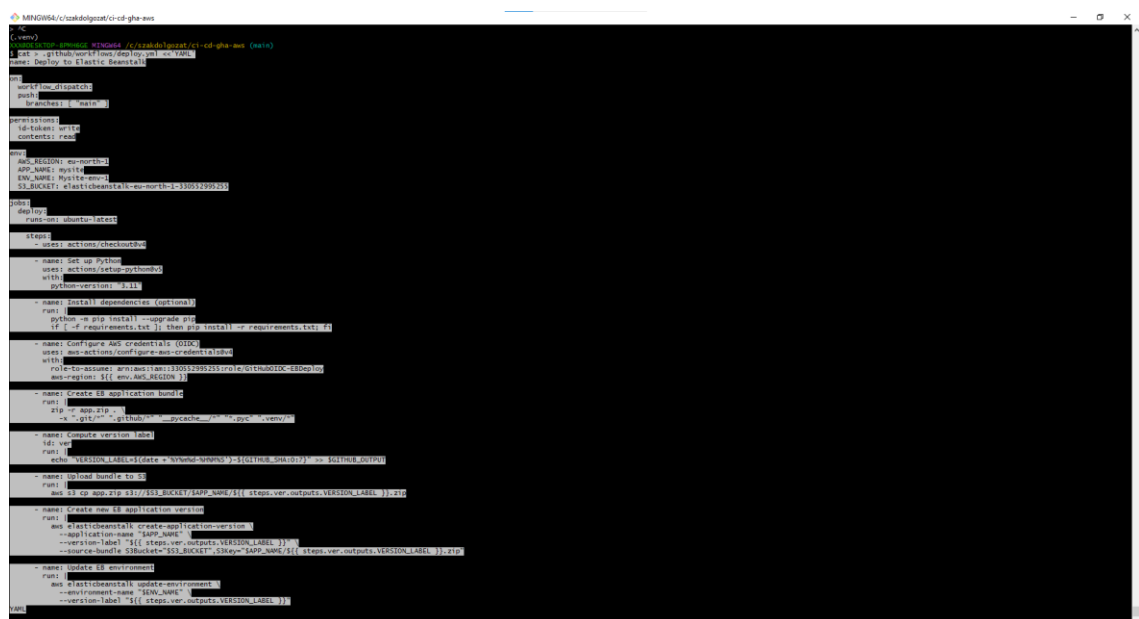 MINGW64:/c/szakdolgozat/ci-cd-gha-aws
> ^C
(.venv)
MINGW64 /c/szakdolgozat/ci-cd-gha-aws (main)
$ cat > .github/workflows/deploy.yml <<'YAML'
name: Deploy to Elastic Beanstalk
on:
  workflow_dispatch:
  push:
    branches: [ "main" ]
permissions:
  id-token: write
  contents: read
env:
  AWS_REGION: eu-north-1
  APP_NAME: mysite
  ENV_NAME: Mysite-env-1
  S3_BUCKET: elasticbeanstalk-eu-north-1-330552995255
jobs:
  deploy:
    runs-on: ubuntu-latest
    steps:
      - uses: actions/checkout@v4
      - name: Set up Python
        uses: actions/setup-python@v5
        with:
          python-version: "3.11"
      - name: Install dependencies (optional)
        run: |
          python -m pip install --upgrade pip
          if [ -f requirements.txt ]; then pip install -r requirements.txt; fi
      - name: Configure AWS credentials (OIDC)
        uses: aws-actions/configure-aws-credentials@v4
        with:
          role-to-assume: arn:aws:iam::330552995255:role/GitHubOIDC-EBDeploy
          aws-region: ${{ env.AWS_REGION }}
      - name: Create EB application bundle
        run: |
          zip -r app.zip . \
            -x ".git/*" ".github/*" "__pycache__/*" "*.pyc" ".venv/*"
      - name: Compute version label
        id: ver
        run: |
          echo "VERSION_LABEL=$(date +'%Y%m%d-%H%M%S')-${GITHUB_SHA:0:7}" >> $GITHUB_OUTPUT
      - name: Upload bundle to S3
        run: |
          aws s3 cp app.zip s3://$S3_BUCKET/$APP_NAME/${{ steps.ver.outputs.VERSION_LABEL }}.zip
      - name: Create new EB application version
        run: |
          aws elasticbeanstalk create-application-version \
            --application-name "$APP_NAME" \
            --version-label "${{ steps.ver.outputs.VERSION_LABEL }}" \
            --source-bundle S3Bucket="$S3_BUCKET",S3Key="$APP_NAME/${{ steps.ver.outputs.VERSION_LABEL }}.zip"
      - name: Update EB environment
        run: |
          aws elasticbeanstalk update-environment \
            --environment-name "$ENV_NAME" \
            --version-label "${{ steps.ver.outputs.VERSION_LABEL }}"
YAML